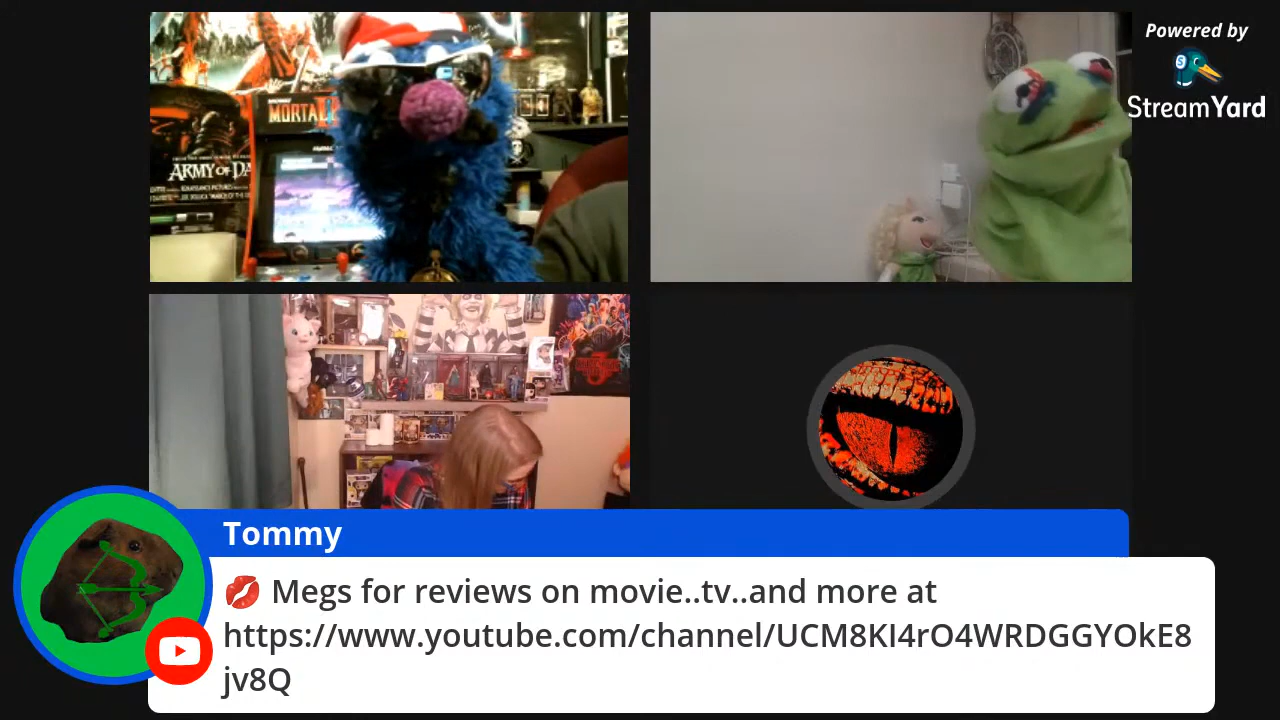 Powered by
StreamYard
MORTAL
ARMY OF DA
Tommy
💋 Megs for reviews on movie..tv..and more at
https://www.youtube.com/channel/UCM8KI4rO4WRDGGYOkE8
jv8Q